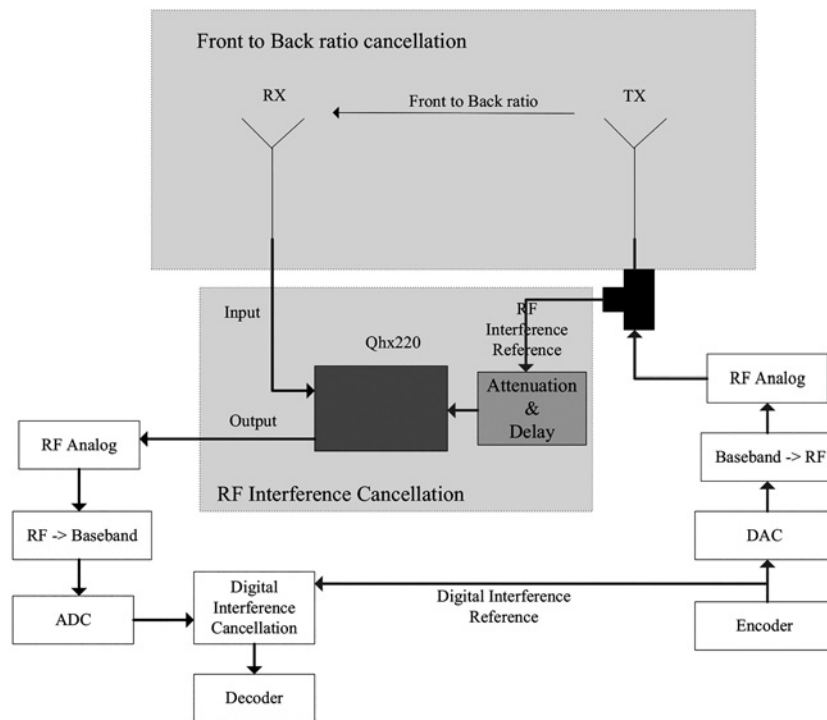 Front to Back ratio cancellation
RX
Front to Back ratio
TX
Input
Qhx220
RF
Interference
Reference
Attenuation
&
Delay
RF Analog
Output
RF Analog
Baseband -> RF
RF Interference Cancellation
RF -> Baseband
DAC
Digital
Interference
Cancellation
Digital Interference
Reference
ADC
Encoder
Decoder